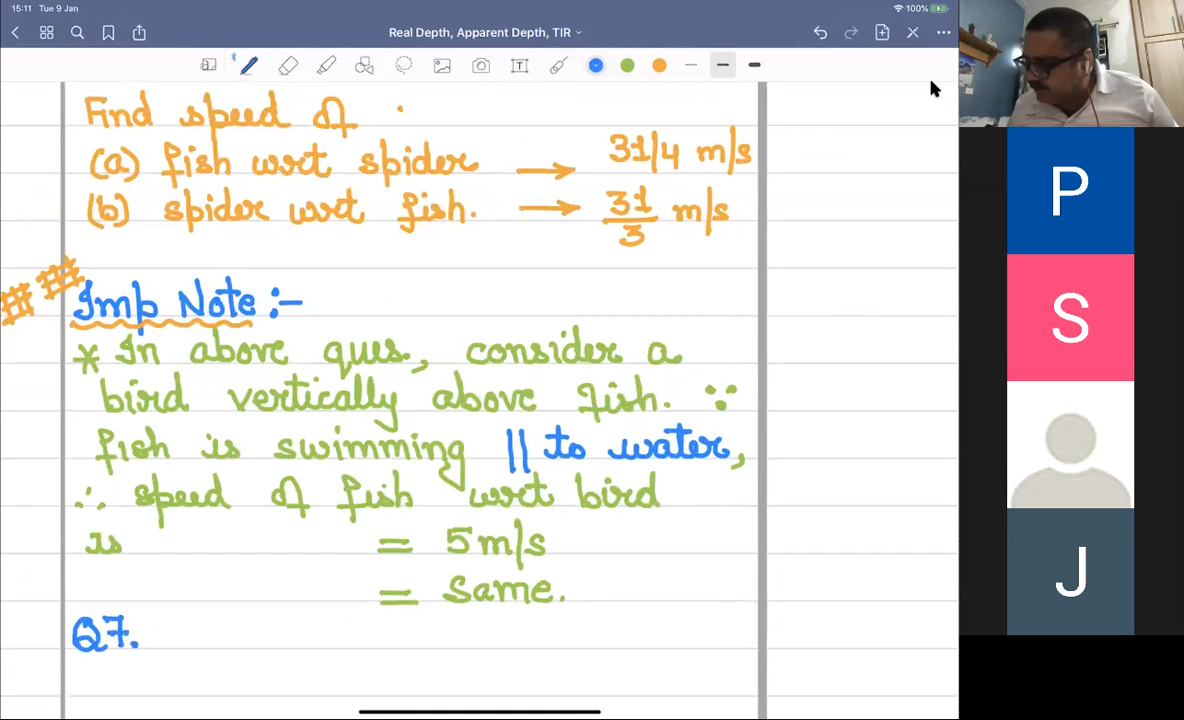 15:11 Tue 9 Jan
100%
Real Depth, Apparent Depth, TIR
Find speed of
(a) fish wrt spider → 31/4 m/s
(b) spider wrt fish. → 31/3 m/s
Imp Note :-
* In above ques., consider a
bird vertically above fish. ∵
fish is swimming || to water,
∴ speed of fish wrt bird
is = 5 m/s
= Same.
Q7.
P
S
J